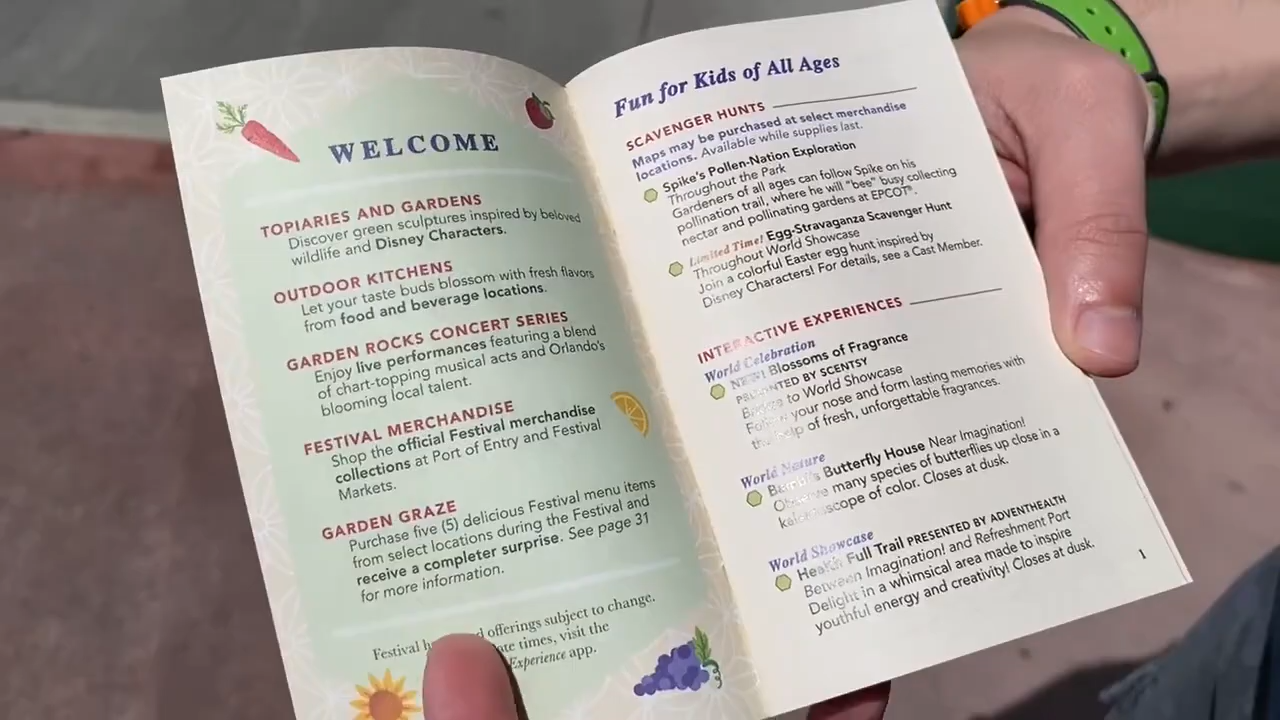 WELCOME
TOPIARIES AND GARDENS
Discover green sculptures inspired by beloved
wildlife and Disney Characters.
OUTDOOR KITCHENS
Let your taste buds blossom with fresh flavors
from food and beverage locations.
GARDEN ROCKS CONCERT SERIES
Enjoy live performances featuring a blend
of chart-topping musical acts and Orlando's
blooming local talent.
FESTIVAL MERCHANDISE
Shop the official Festival merchandise
collections at Port of Entry and Festival
Markets.
GARDEN GRAZE
Purchase five (5) delicious Festival menu items
from select locations during the Festival and
receive a completer surprise. See page 31
for more information.
Festival offerings subject to change.
times, visit the
Experience app.
Fun for Kids of All Ages
SCAVENGER HUNTS
Maps may be purchased at select merchandise
locations. Available while supplies last.
Spike's Pollen-Nation Exploration
Throughout the Park
Gardeners of all ages can follow Spike on his
pollination trail, where he will "bee" busy collecting
nectar and pollinating gardens at EPCOT®.
Limited Time! Egg-Stravaganza Scavenger Hunt
Throughout World Showcase
Join a colorful Easter egg hunt inspired by
Disney Characters! For details, see a Cast Member.
INTERACTIVE EXPERIENCES
World Celebration
NEW! Blossoms of Fragrance
PRESENTED BY SCENTSY
Bridge to World Showcase
Follow your nose and form lasting memories with
the help of fresh, unforgettable fragrances.
World Nature
Bambi's Butterfly House Near Imagination!
Observe many species of butterflies up close in a
kaleidoscope of color. Closes at dusk.
World Showcase
Health Full Trail PRESENTED BY ADVENTHEALTH
Between Imagination! and Refreshment Port
Delight in a whimsical area made to inspire
youthful energy and creativity! Closes at dusk.
1